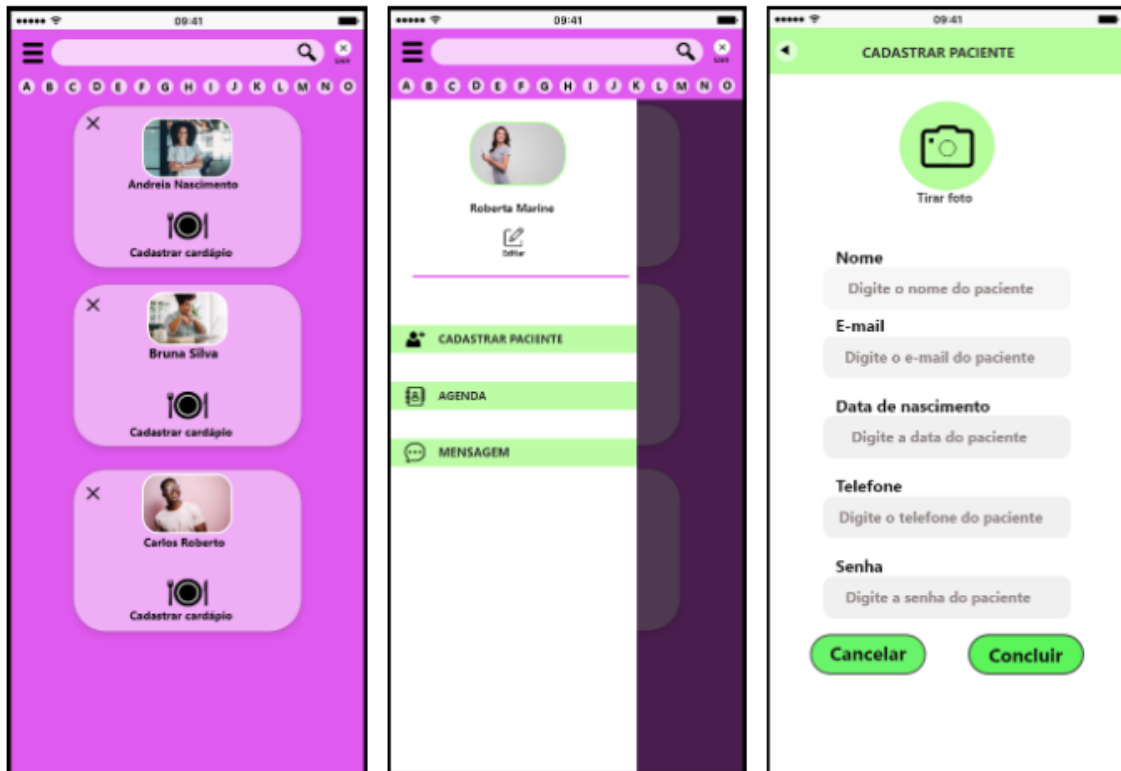 09:41
Sair
A B C D E F G H I J K L M N O
Andreia Nascimento
Cadastrar cardápio
Bruna Silva
Cadastrar cardápio
Carlos Roberto
Cadastrar cardápio
09:41
Sair
A B C D E F G H I J K L M N O
Roberta Marine
Editar
CADASTRAR PACIENTE
AGENDA
MENSAGEM
09:41
CADASTRAR PACIENTE
Tirar foto
Nome
Digite o nome do paciente
E-mail
Digite o e-mail do paciente
Data de nascimento
Digite a data do paciente
Telefone
Digite o telefone do paciente
Senha
Digite a senha do paciente
Cancelar Concluir